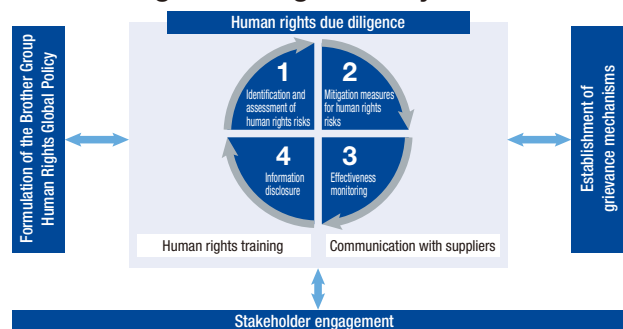 Human rights due diligence
Formulation of the Brother Group
Human Rights Global Policy
1
Identification and
assessment of
human rights risks
2
Mitigation measures
for human rights
risks
4
Information
disclosure
3
Effectiveness
monitoring
Establishment of
grievance mechanisms
Human rights training
Communication with suppliers
Stakeholder engagement